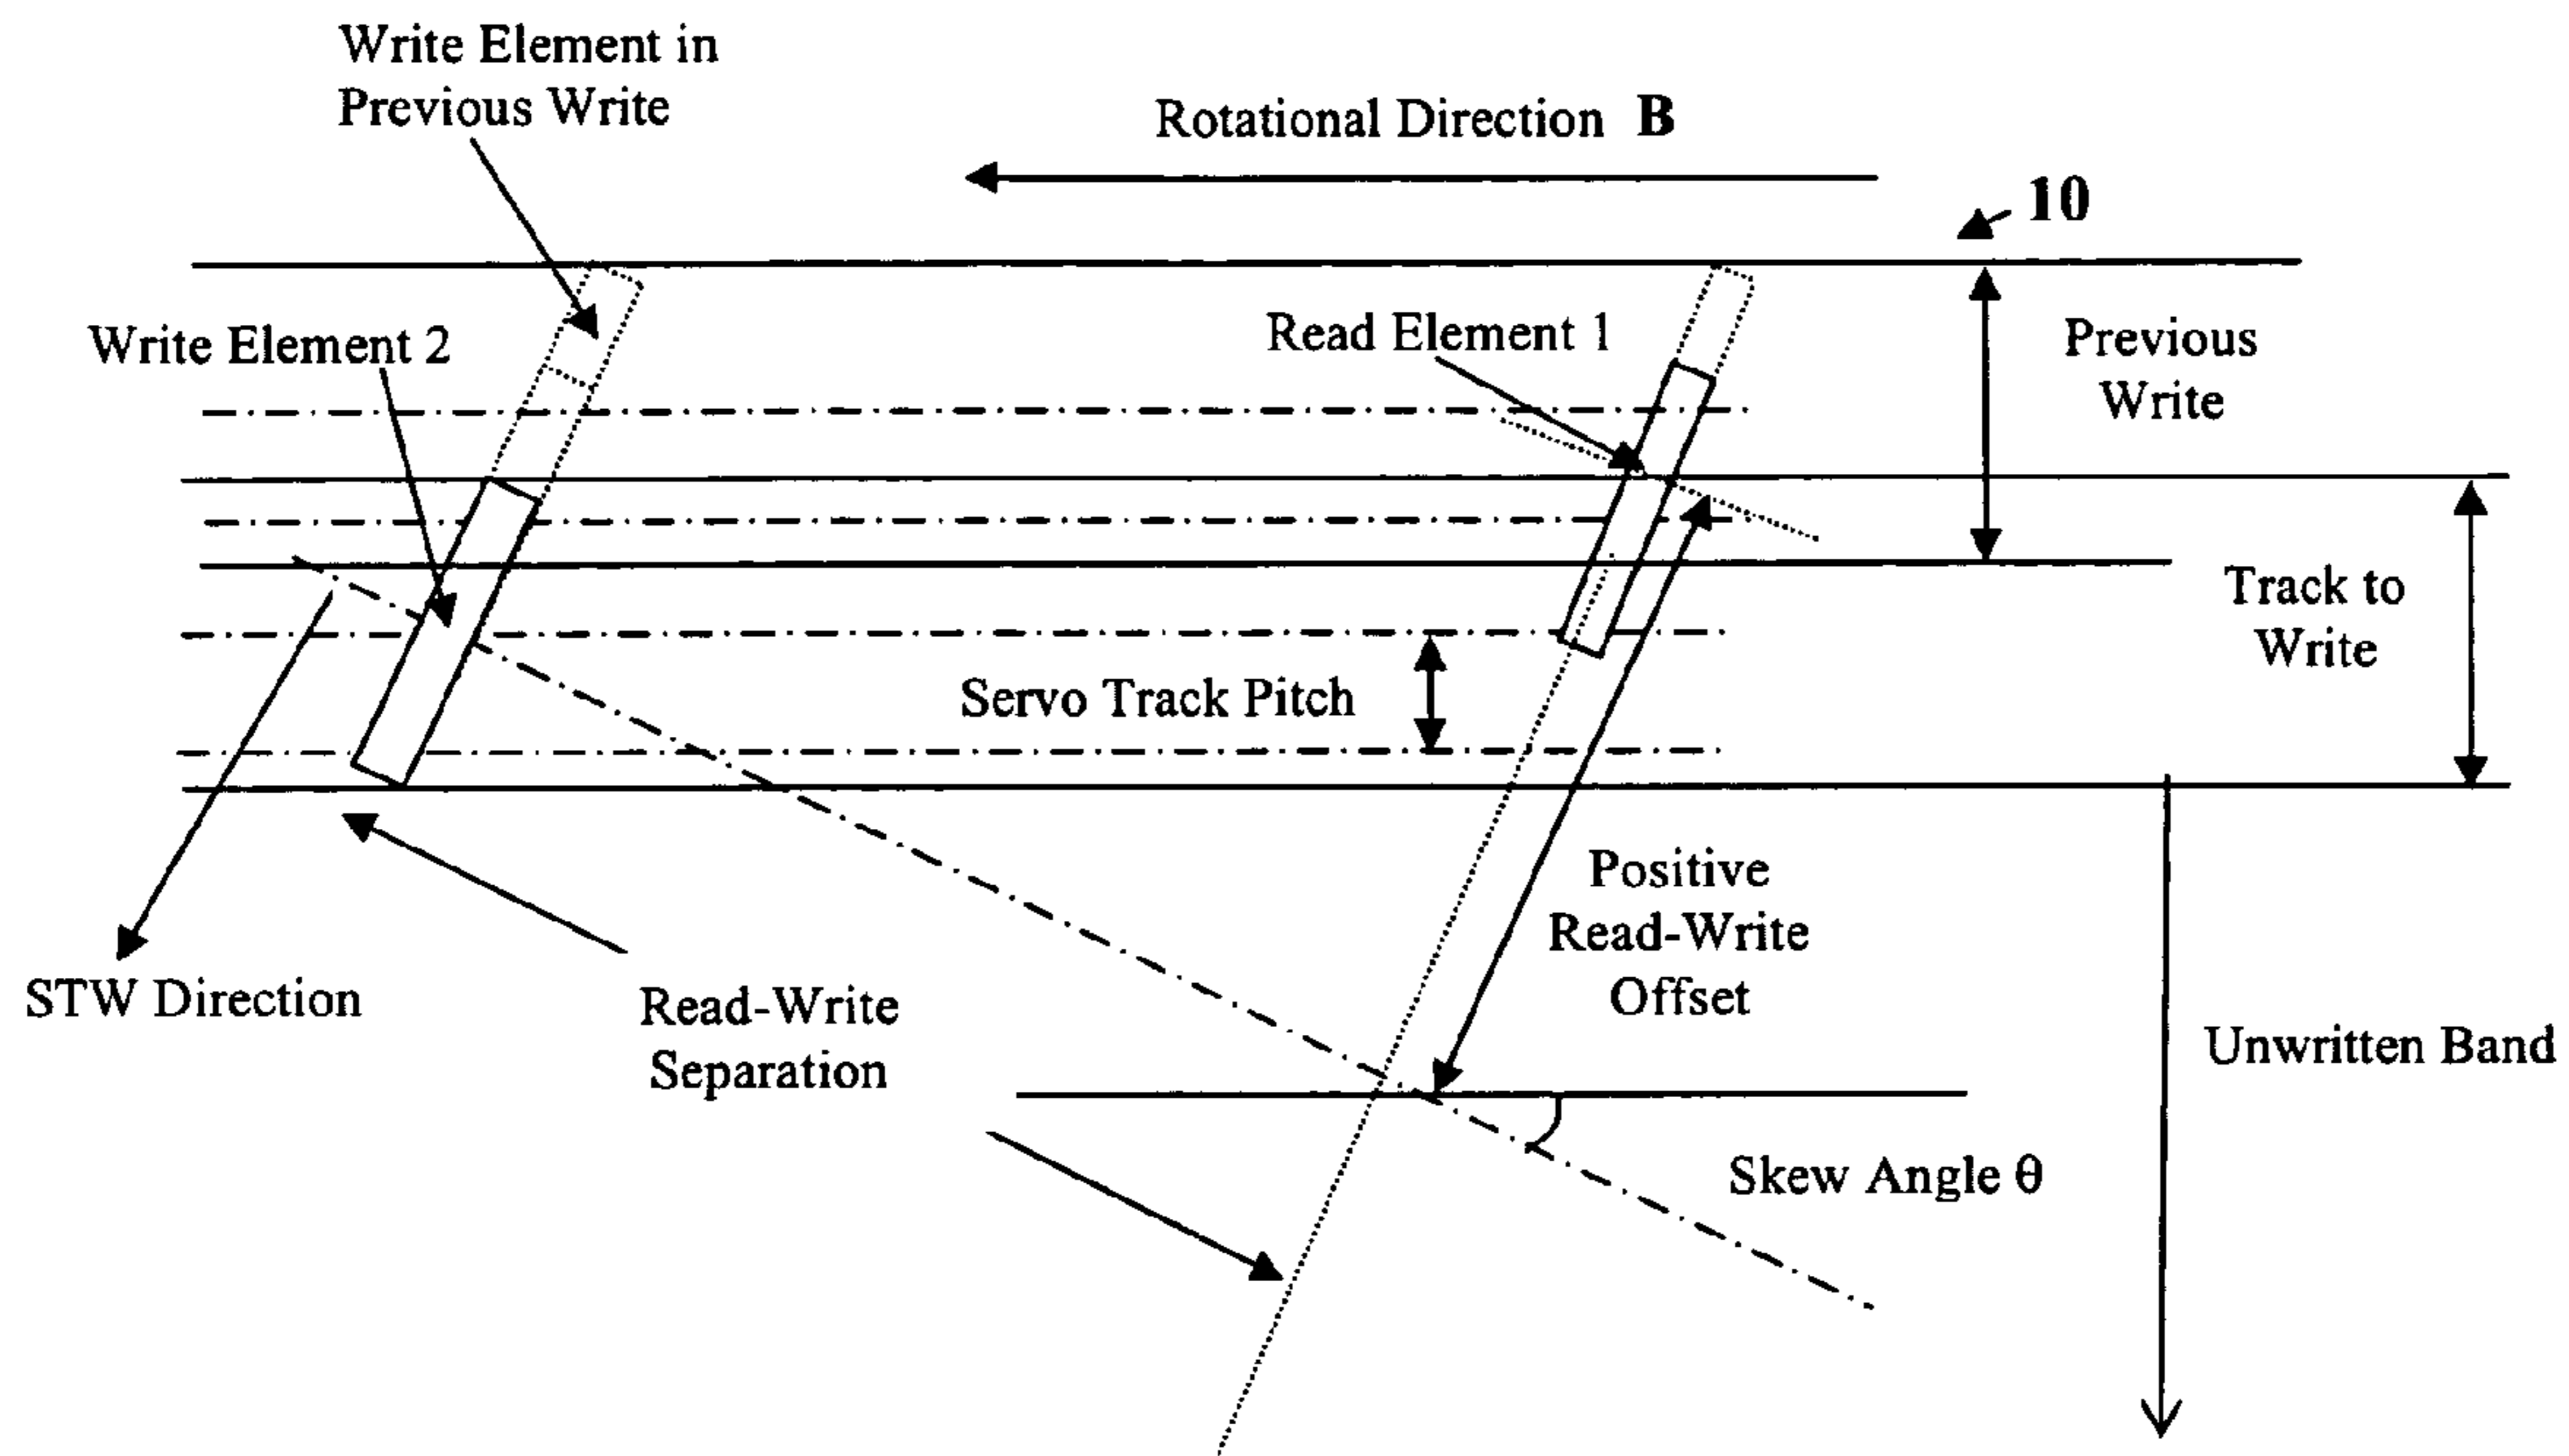 Write Element in
Previous Write
Rotational Direction B
10
Write Element 2
Read Element 1
Previous
Write
Track to
Write
Servo Track Pitch
Positive
Read-Write
Offset
STW Direction
Read-Write
Separation
Unwritten Band
Skew Angle θ